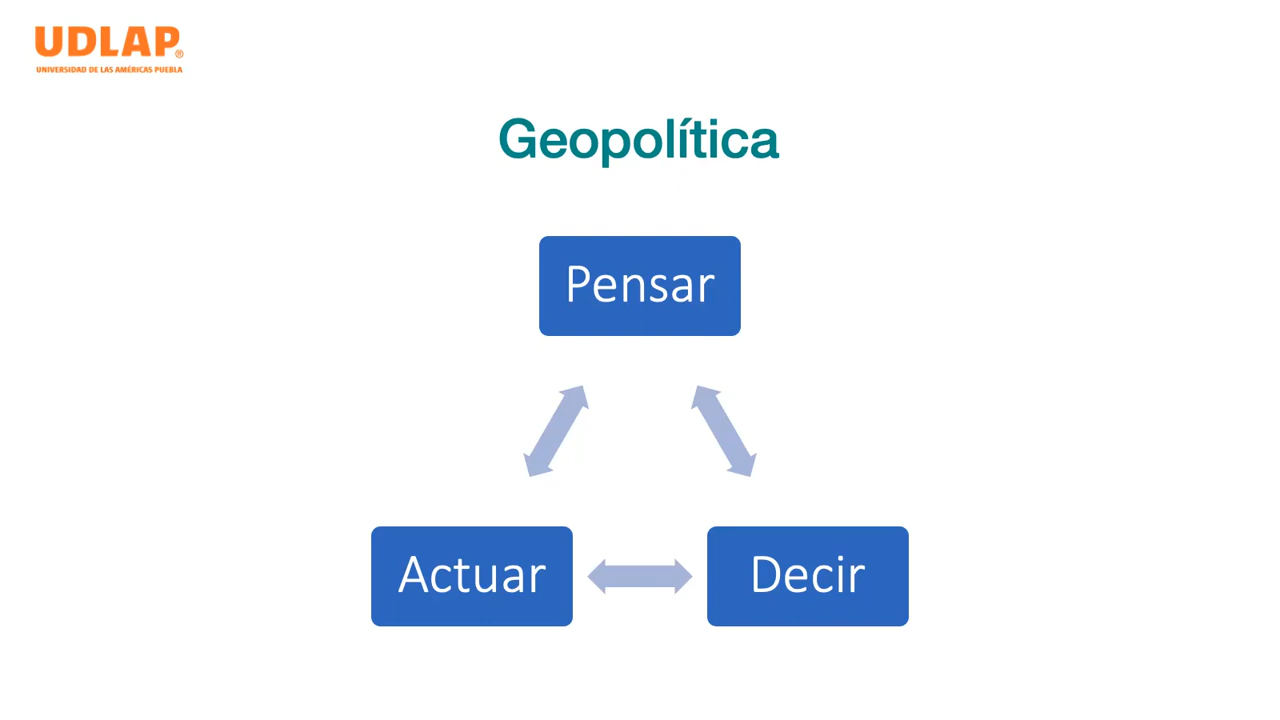 UDLAP®
UNIVERSIDAD DE LAS AMÉRICAS PUEBLA
Geopolítica
Pensar
Actuar
Decir